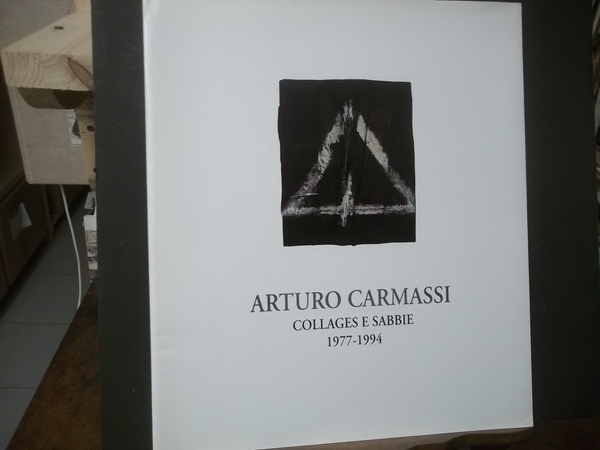 ARTURO CARMASSI
COLLAGES E SABBIE
1977-1994